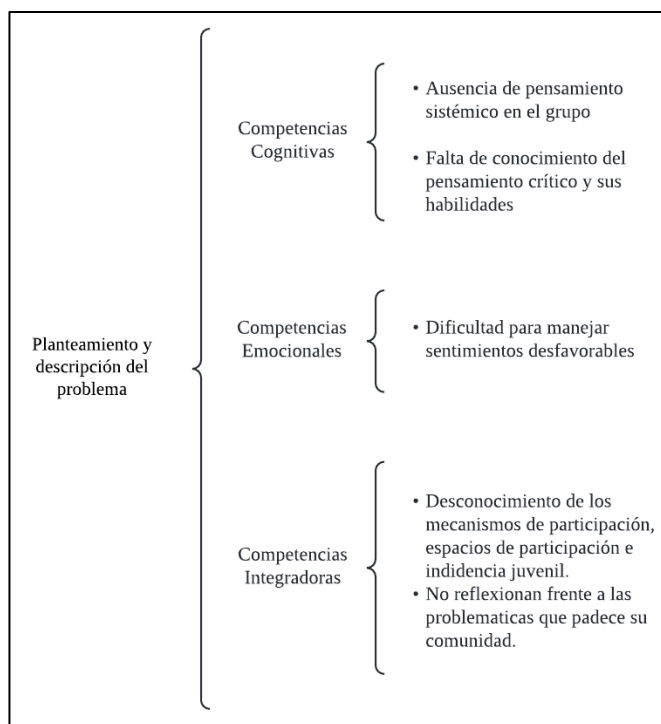 Planteamiento y
descripción del
problema
Competencias
Cognitivas
• Ausencia de pensamiento
sistémico en el grupo
• Falta de conocimiento del
pensamiento crítico y sus
habilidades
Competencias
Emocionales
• Dificultad para manejar
sentimientos desfavorables
Competencias
Integradoras
• Desconocimiento de los
mecanismos de participación,
espacios de participación e
indidencia juvenil.
• No reflexionan frente a las
problematicas que padece su
comunidad.